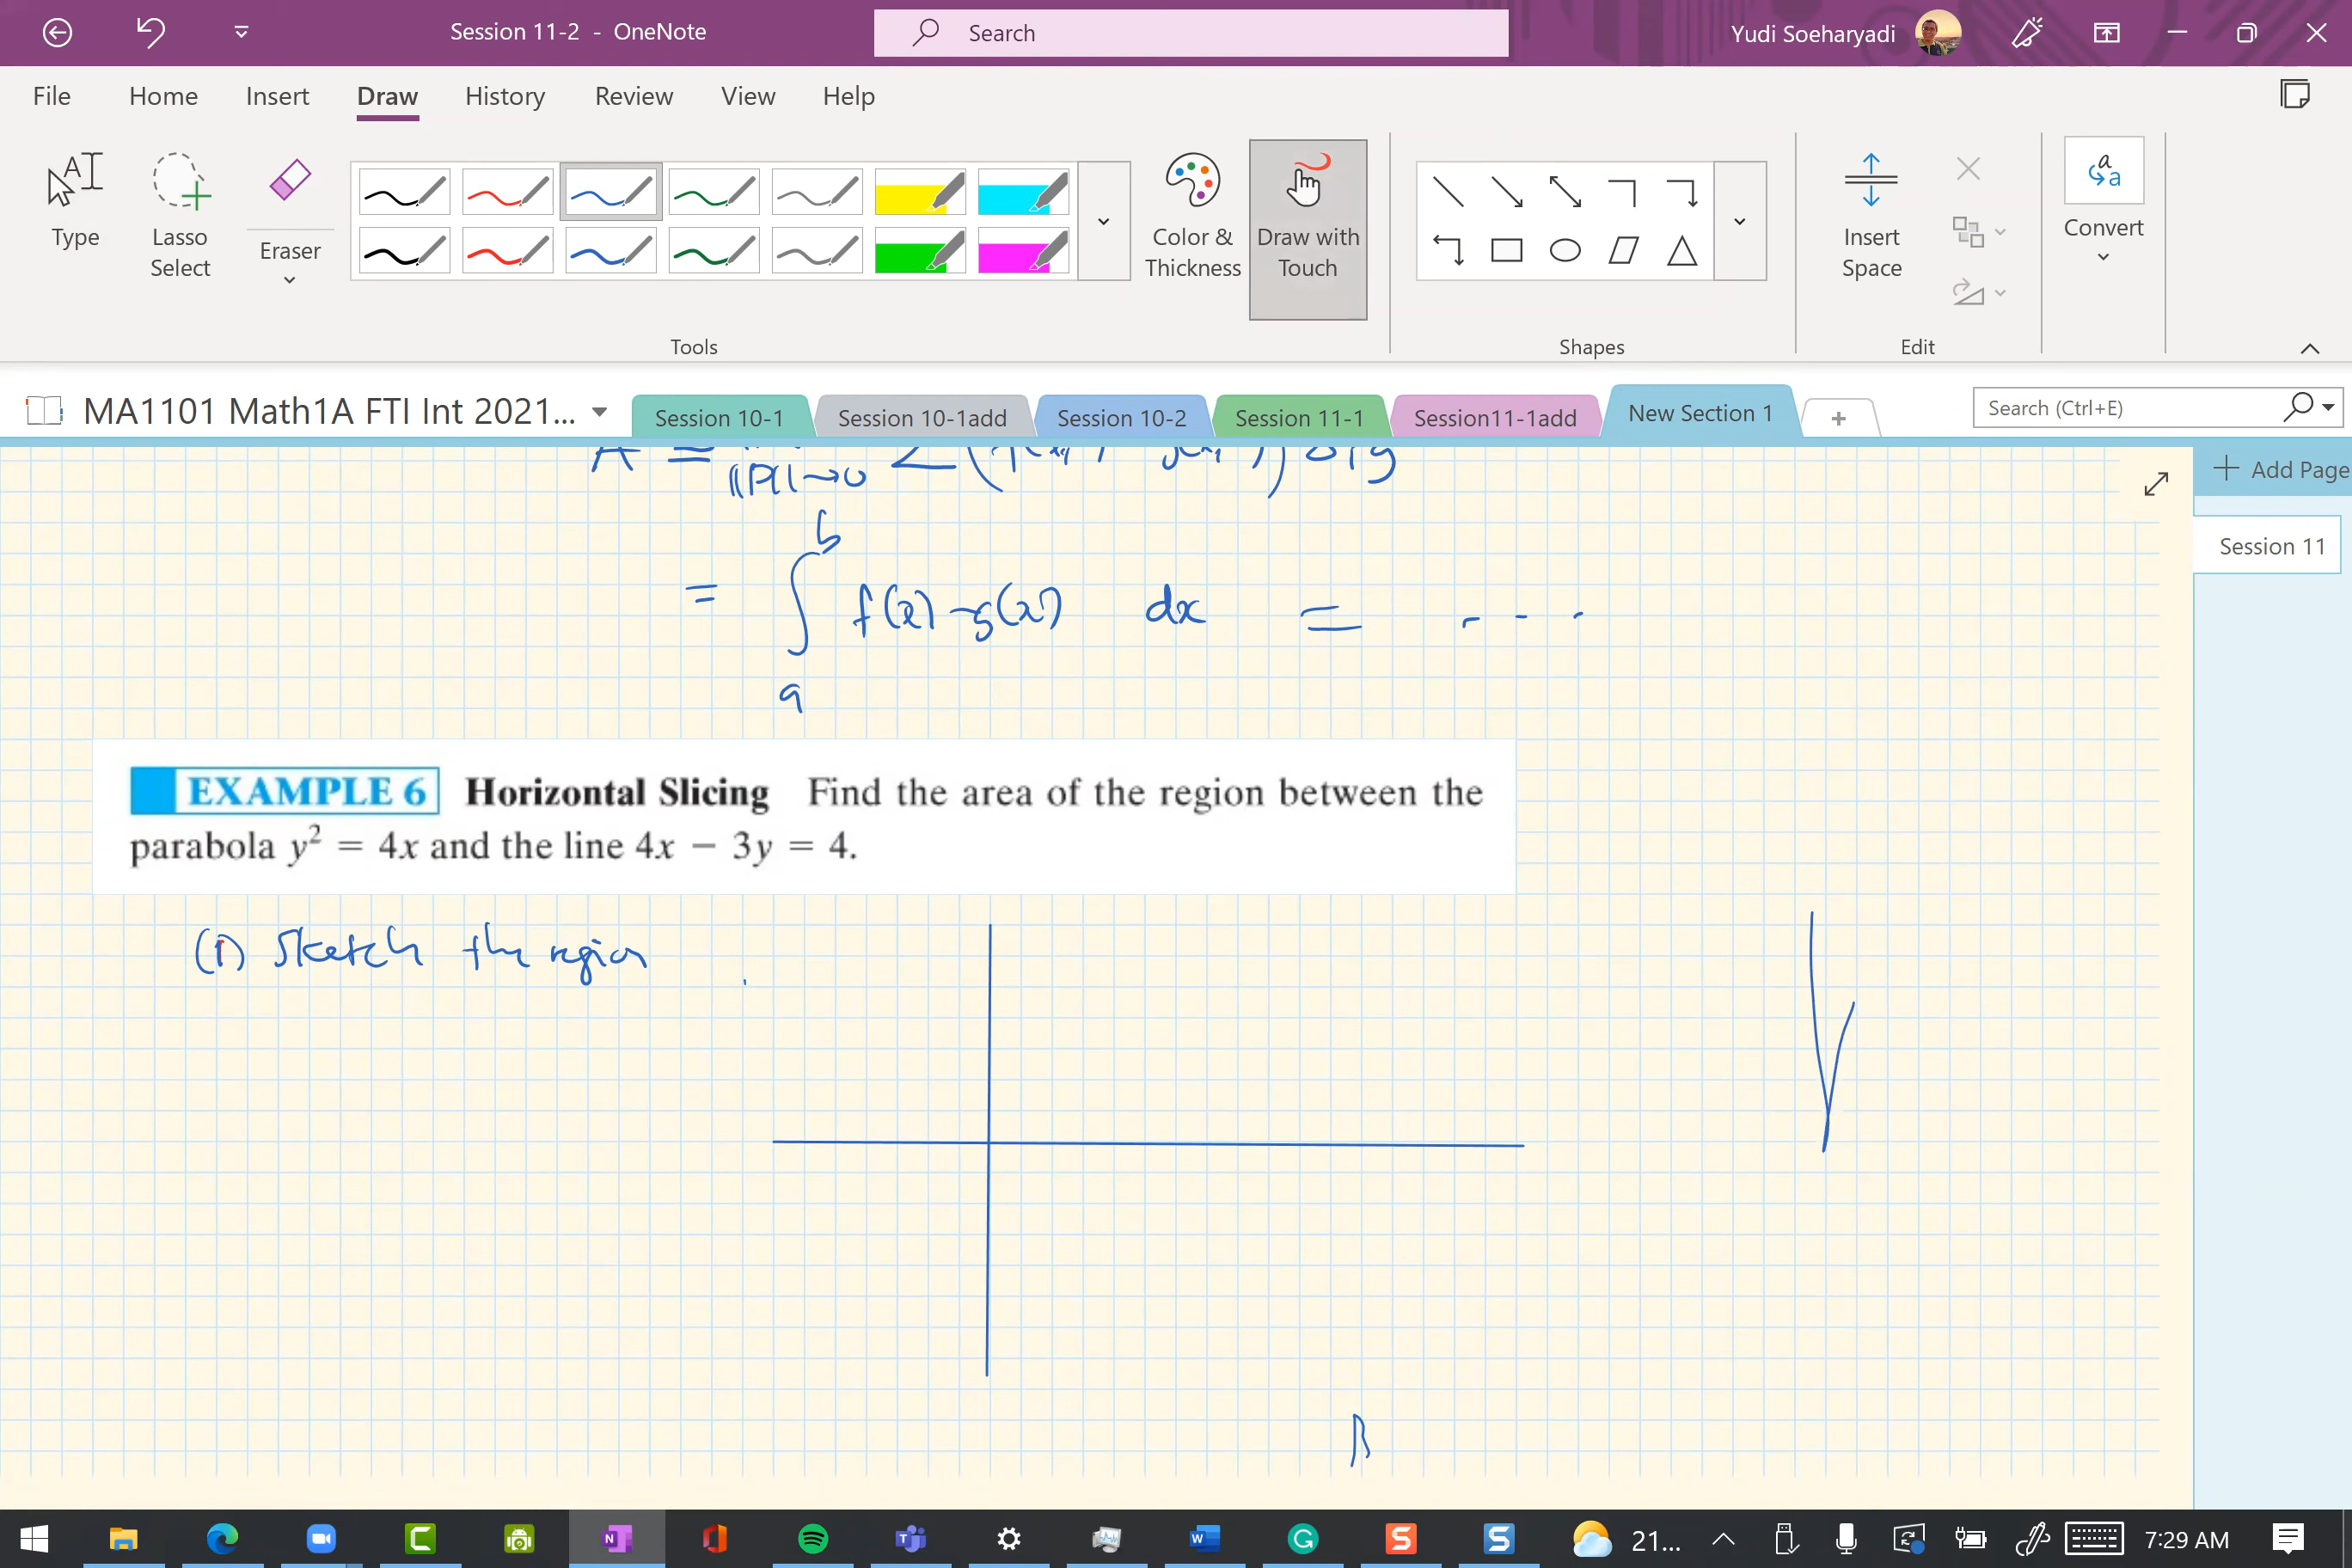 Session 11-2 - OneNote
Search
Yudi Soeharyadi
File Home Insert Draw History Review View Help
Type
Lasso Select
Eraser
Color & Thickness
Draw with Touch
Insert Space
Convert
Tools
Shapes
Edit
MA1101 Math1A FTI Int 2021...
Session 10-1
Session 10-1add
Session 10-2
Session 11-1
Session11-1add
New Section 1
Search (Ctrl+E)
Add Page
Session 11
||P||→0
= ∫ₐᵇ f(x) - g(x) dx = ...
EXAMPLE 6 Horizontal Slicing Find the area of the region between the
parabola y² = 4x and the line 4x − 3y = 4.
(1) Sketch the region
21...
7:29 AM